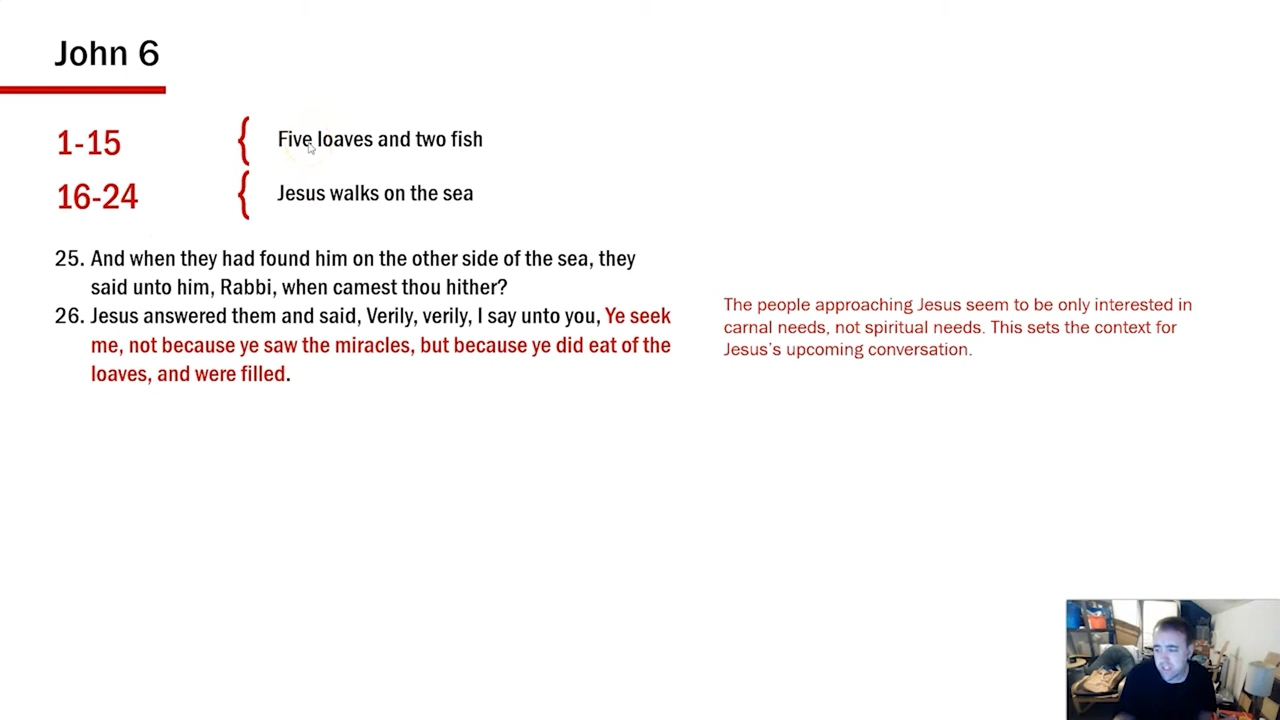 John 6
1-15 { Five loaves and two fish
16-24 { Jesus walks on the sea
25. And when they had found him on the other side of the sea, they
said unto him, Rabbi, when camest thou hither?
26. Jesus answered them and said, Verily, verily, I say unto you, Ye seek
me, not because ye saw the miracles, but because ye did eat of the
loaves, and were filled.
The people approaching Jesus seem to be only interested in
carnal needs, not spiritual needs. This sets the context for
Jesus's upcoming conversation.